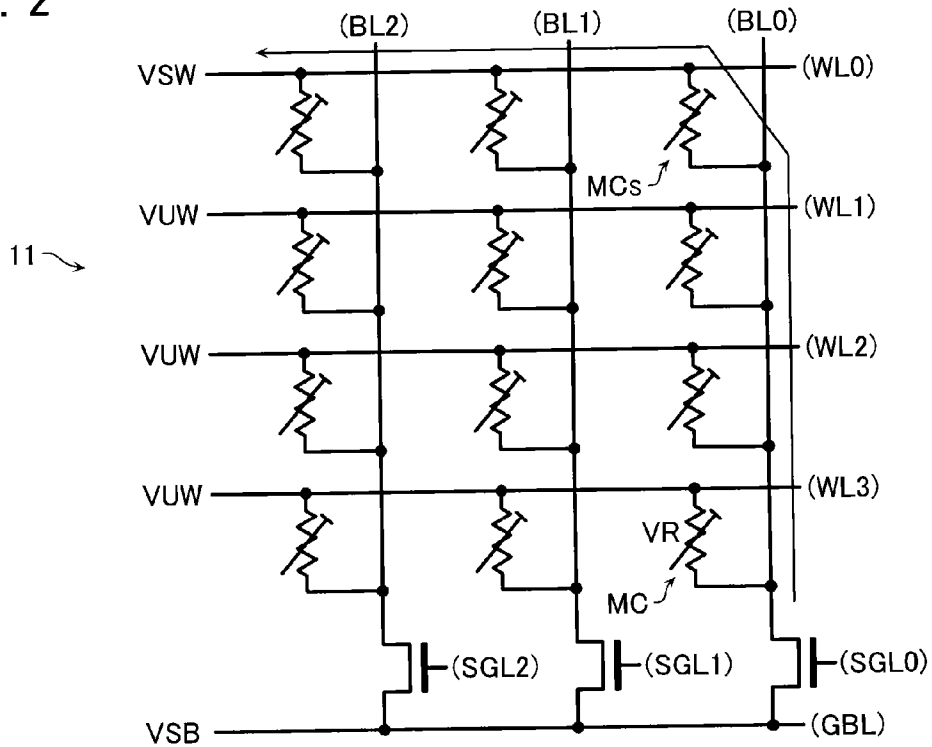 . 2
(BL2) (BL1) (BL0)
VSW (WL0)
MCs
VUW (WL1)
11
VUW (WL2)
VUW (WL3)
VR
MC
(SGL2) (SGL1) (SGL0)
VSB (GBL)